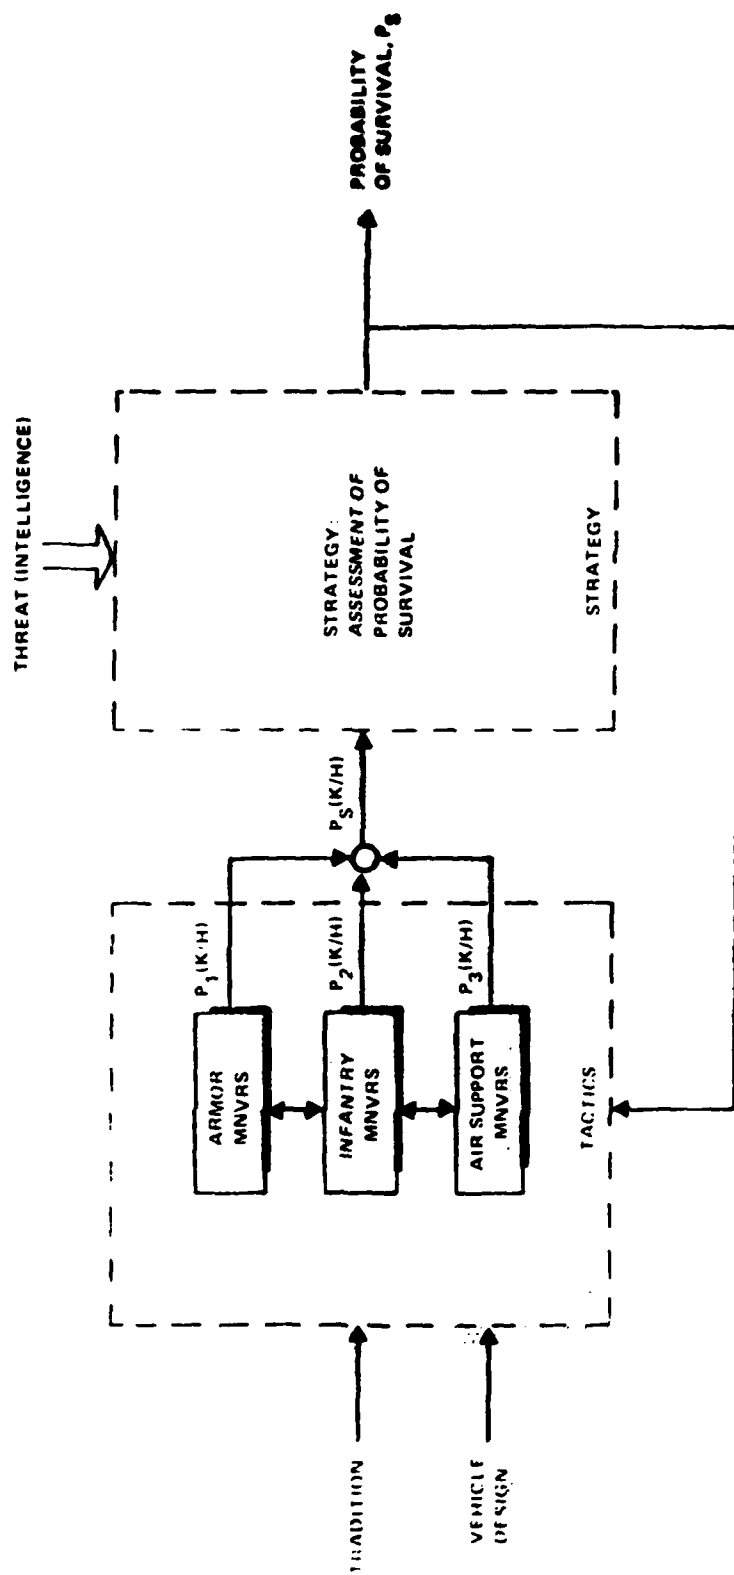 THREAT (INTELLIGENCE)
TRADITION
VEHICLE
DESIGN
ARMOR
MNVRS
INFANTRY
MNVRS
AIR SUPPORT
MNVRS
TACTICS
P1(K/H)
P2(K/H)
P3(K/H)
PS(K/H)
STRATEGY:
ASSESSMENT OF
PROBABILITY OF
SURVIVAL
STRATEGY
PROBABILITY
OF SURVIVAL, PS